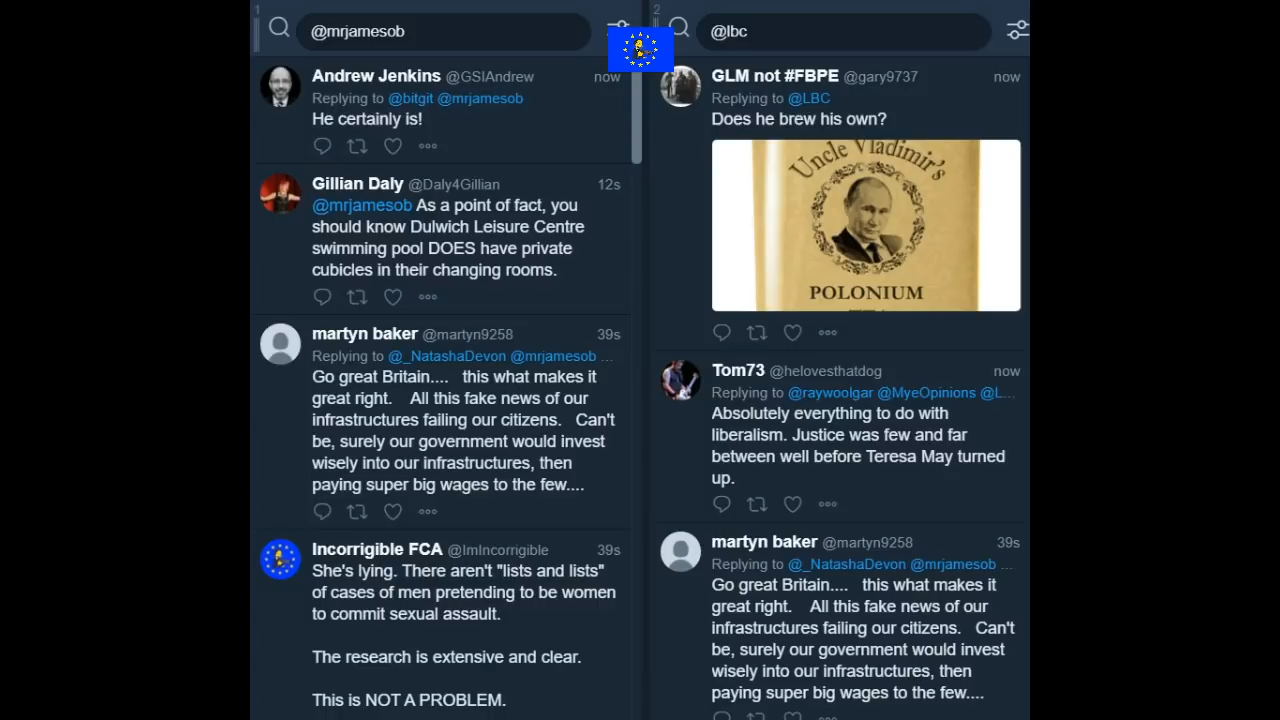 1
@mrjamesob
Andrew Jenkins @GSIAndrew now
Replying to @bitgit @mrjamesob
He certainly is!
Gillian Daly @Daly4Gillian 12s
@mrjamesob As a point of fact, you
should know Dulwich Leisure Centre
swimming pool DOES have private
cubicles in their changing rooms.
martyn baker @martyn9258 39s
Replying to @_NatashaDevon @mrjamesob ...
Go great Britain.... this what makes it
great right. All this fake news of our
infrastructures failing our citizens. Can't
be, surely our government would invest
wisely into our infrastructures, then
paying super big wages to the few....
Incorrigible FCA @ImIncorrigible 39s
She's lying. There aren't "lists and lists"
of cases of men pretending to be women
to commit sexual assault.
The research is extensive and clear.
This is NOT A PROBLEM.
2
@lbc
GLM not #FBPE @gary9737 now
Replying to @LBC
Does he brew his own?
Uncle Vladimir's
POLONIUM
Tom73 @helovesthatdog now
Replying to @raywoolgar @MyeOpinions @L...
Absolutely everything to do with
liberalism. Justice was few and far
between well before Teresa May turned
up.
martyn baker @martyn9258 39s
Replying to @_NatashaDevon @mrjamesob ...
Go great Britain.... this what makes it
great right. All this fake news of our
infrastructures failing our citizens. Can't
be, surely our government would invest
wisely into our infrastructures, then
paying super big wages to the few....